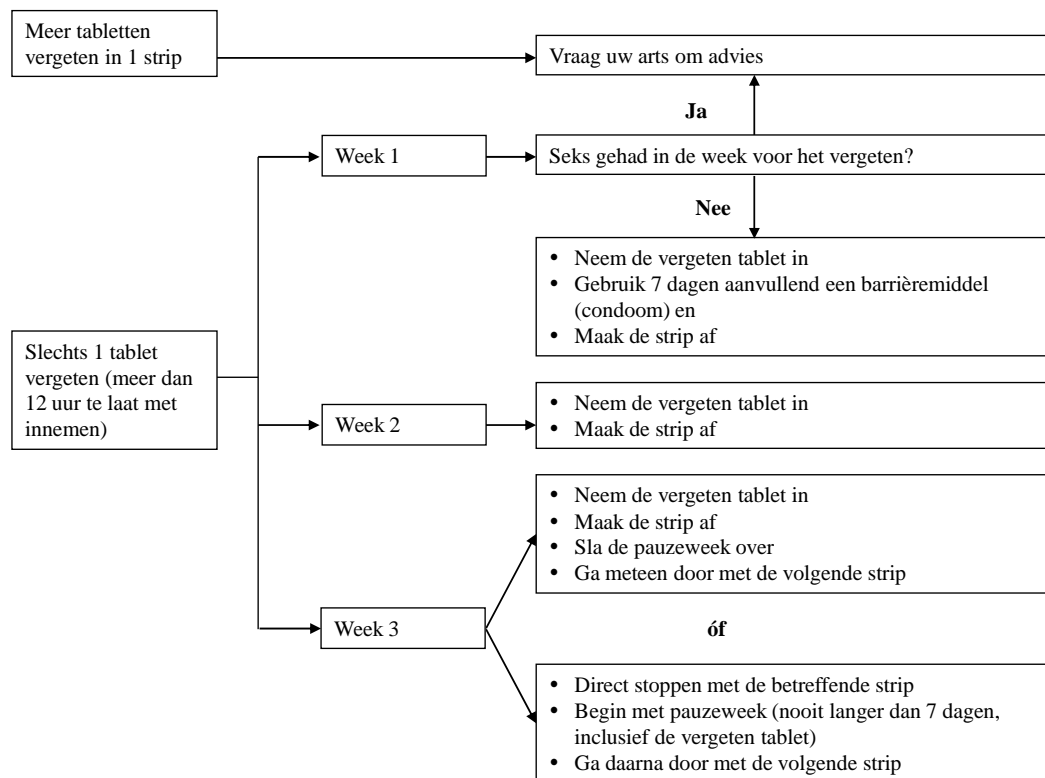 Meer tabletten
vergeten in 1 strip
Vraag uw arts om advies
Ja
Week 1
Seks gehad in de week voor het vergeten?
Nee
• Neem de vergeten tablet in
• Gebruik 7 dagen aanvullend een barrièremiddel
(condoom) en
• Maak de strip af
Slechts 1 tablet
vergeten (meer dan
12 uur te laat met
innemen)
Week 2
• Neem de vergeten tablet in
• Maak de strip af
• Neem de vergeten tablet in
• Maak de strip af
• Sla de pauzeweek over
• Ga meteen door met de volgende strip
Week 3
óf
• Direct stoppen met de betreffende strip
• Begin met pauzeweek (nooit langer dan 7 dagen,
inclusief de vergeten tablet)
• Ga daarna door met de volgende strip